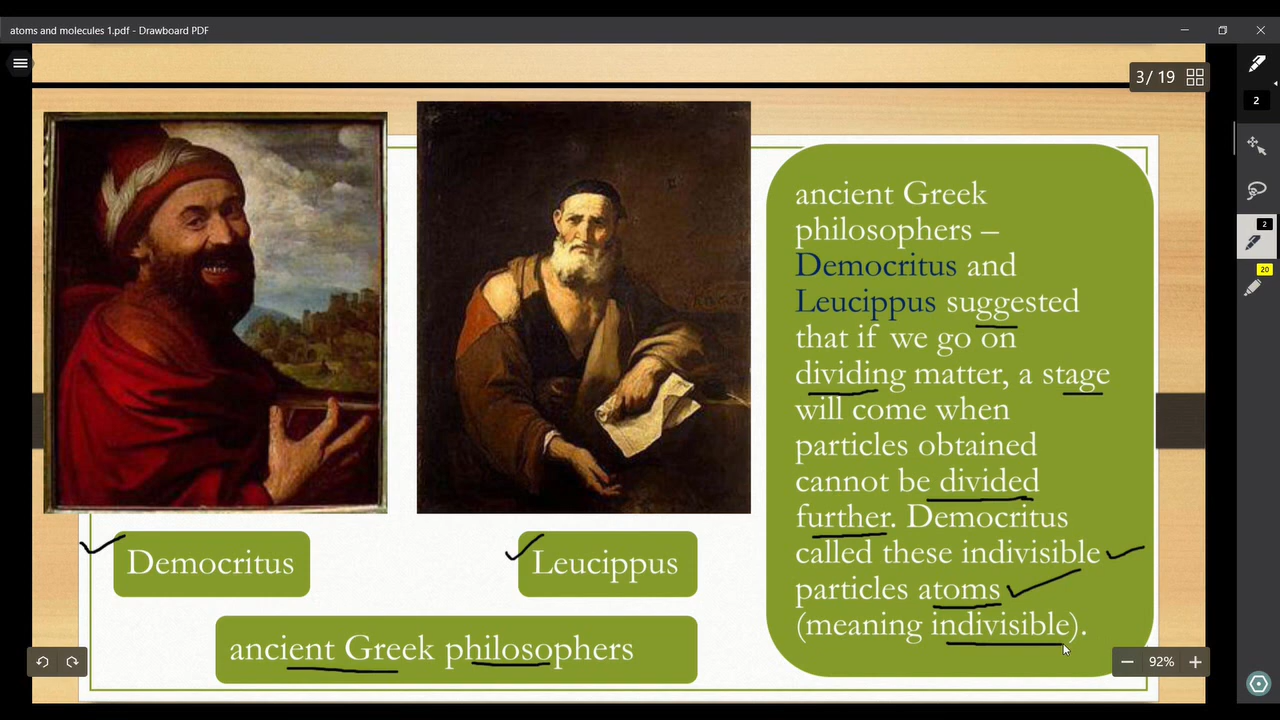 atoms and molecules 1.pdf - Drawboard PDF
3 / 19
2
ancient Greek
philosophers –
Democritus and
Leucippus suggested
that if we go on
dividing matter, a stage
will come when
particles obtained
cannot be divided
further. Democritus
called these indivisible
particles atoms
(meaning indivisible).
2
20
Democritus
Leucippus
ancient Greek philosophers
92%